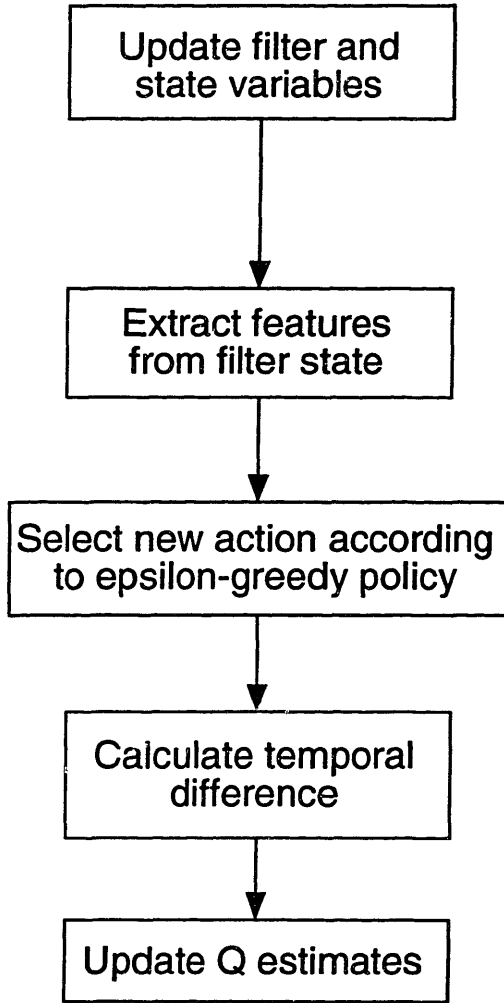 Update filter and
state variables
Extract features
from filter state
Select new action according
to epsilon-greedy policy
Calculate temporal
difference
Update Q estimates